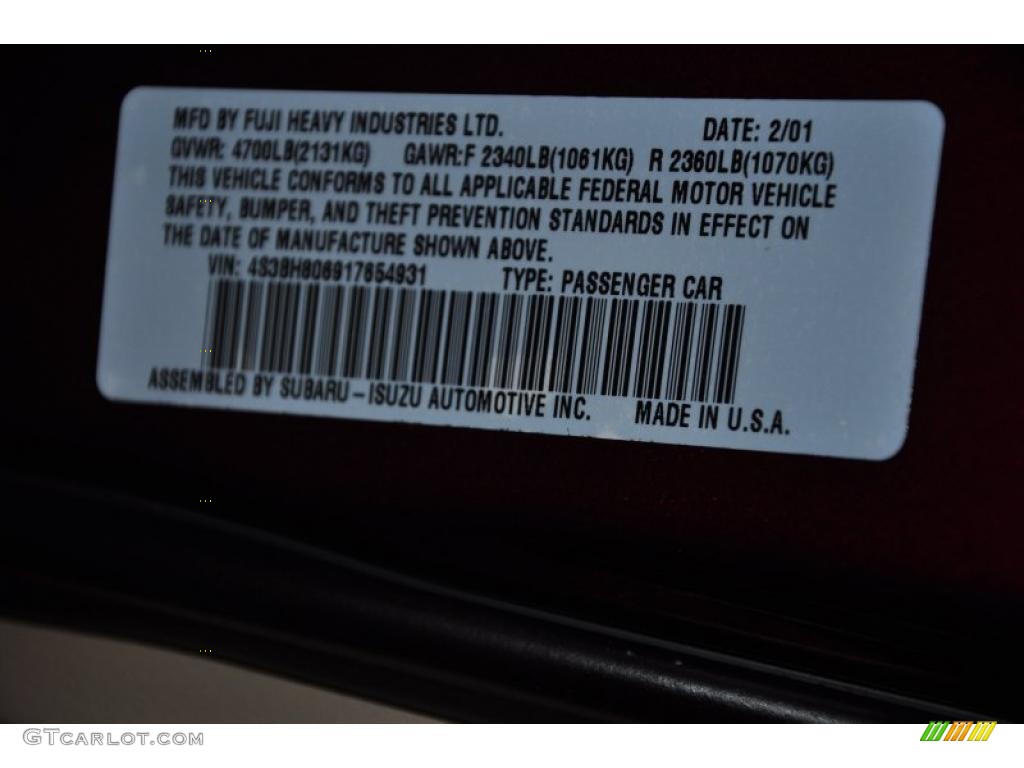 MFD BY FUJI HEAVY INDUSTRIES LTD. DATE: 2/01
GVWR: 4700LB(2131KG) GAWR:F 2340LB(1061KG) R 2360LB(1070KG)
THIS VEHICLE CONFORMS TO ALL APPLICABLE FEDERAL MOTOR VEHICLE
SAFETY, BUMPER, AND THEFT PREVENTION STANDARDS IN EFFECT ON
THE DATE OF MANUFACTURE SHOWN ABOVE.
VIN: 4S3BH806917654931 TYPE: PASSENGER CAR
ASSEMBLED BY SUBARU-ISUZU AUTOMOTIVE INC. MADE IN U.S.A.
GTCARLOT.COM